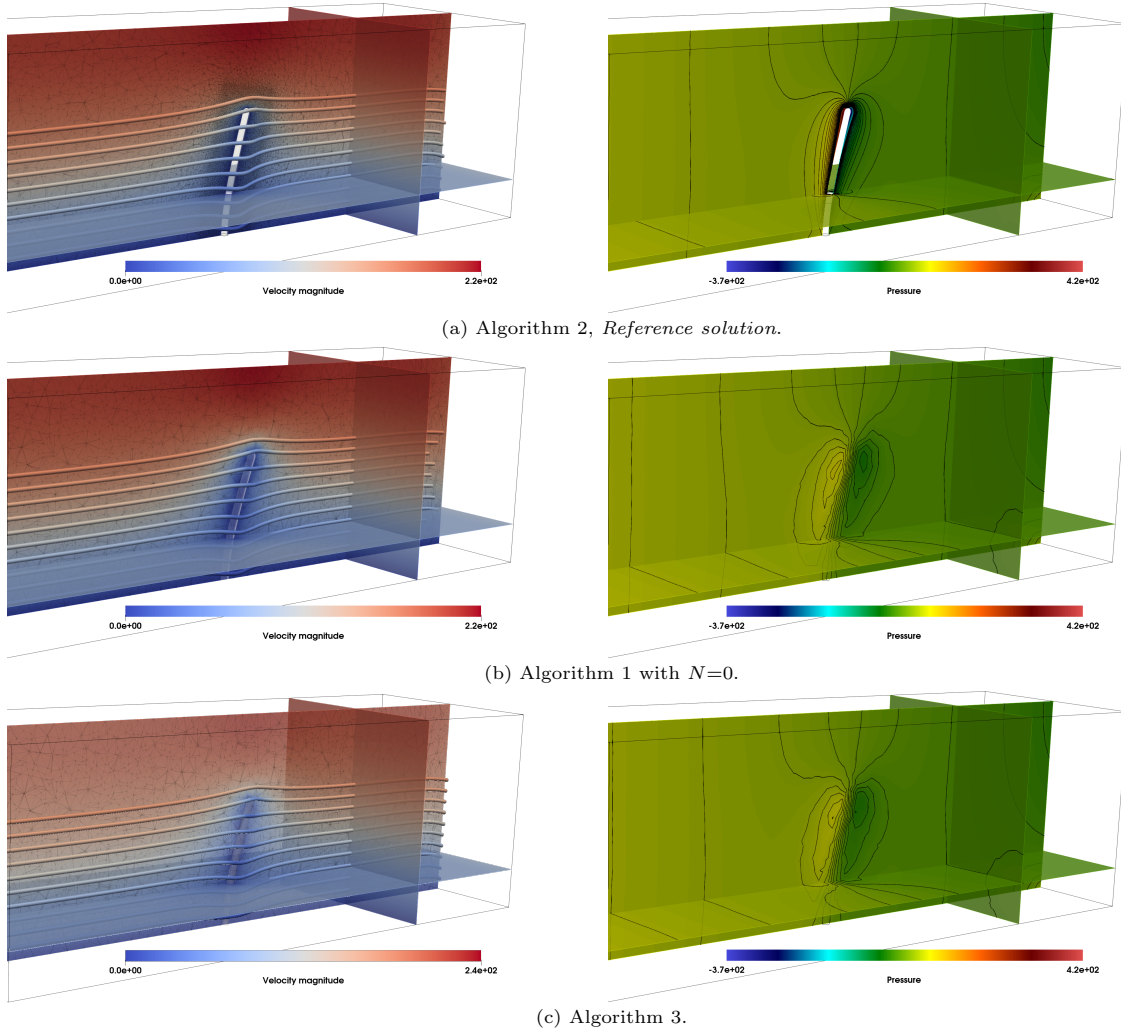 0.0e+00 2.2e+02 -3.7e+02 4.2e+02
Velocity magnitude Pressure
(a) Algorithm 2, Reference solution.
0.0e+00 2.2e+02 -3.7e+02 4.2e+02
Velocity magnitude Pressure
(b) Algorithm 1 with N=0.
0.0e+00 2.4e+02 -3.7e+02 4.2e+02
Velocity magnitude Pressure
(c) Algorithm 3.